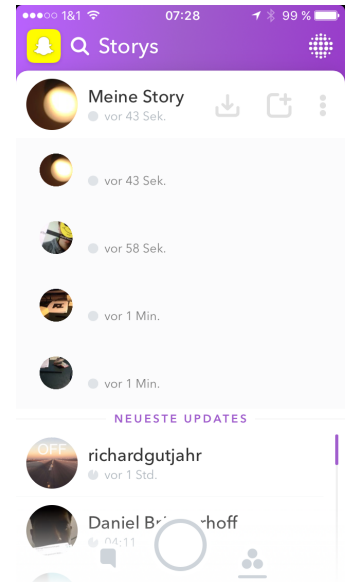 1&1 07:28 99 %
Storys
Meine Story
vor 43 Sek.
vor 43 Sek.
vor 58 Sek.
vor 1 Min.
vor 1 Min.
NEUESTE UPDATES
OFF
richardgutjahr
vor 1 Std.
Daniel
04:11